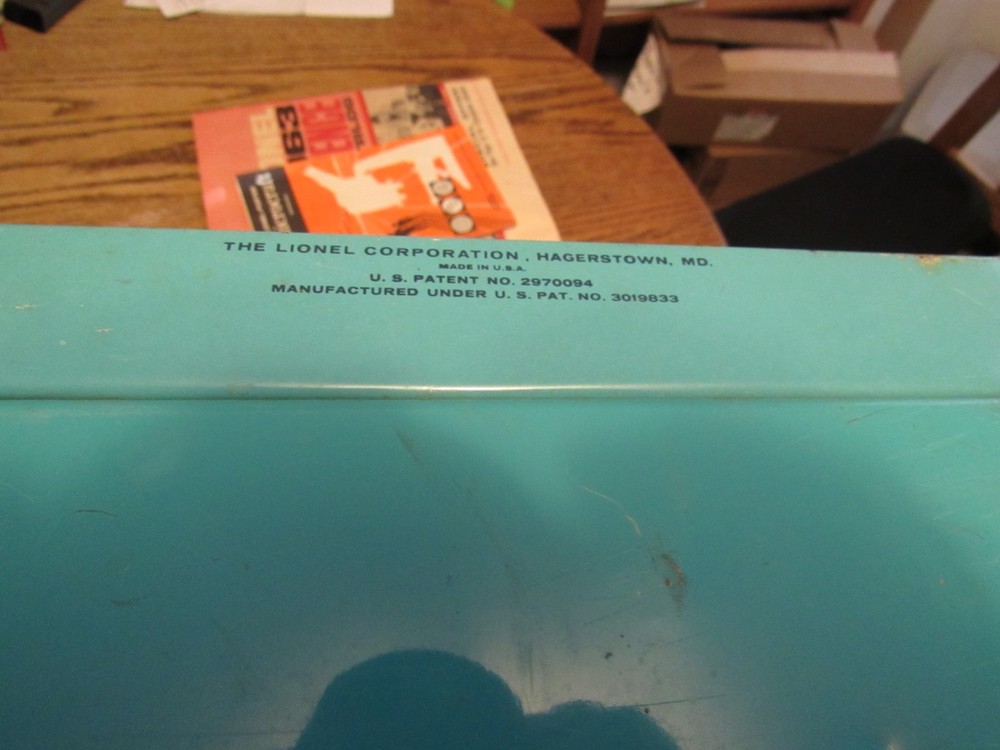 THE LIONEL CORPORATION, HAGERSTOWN, MD.
MADE IN U.S.A.
U. S. PATENT NO. 2970094
MANUFACTURED UNDER U. S. PAT. NO. 3019833